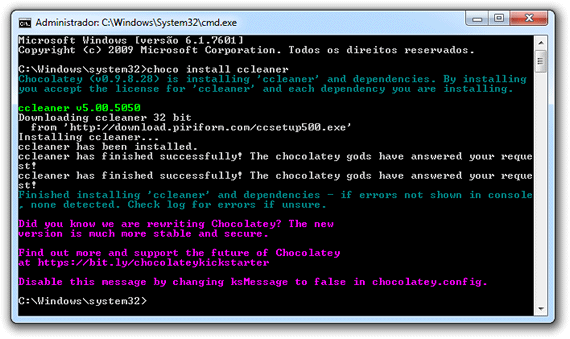 Administrador: C:\Windows\System32\cmd.exe
Microsoft Windows [versão 6.1.7601]
Copyright (c) 2009 Microsoft Corporation. Todos os direitos reservados.
C:\Windows\system32>choco install ccleaner
Chocolatey (v0.9.8.28) is installing 'ccleaner' and dependencies. By installing
you accept the license for 'ccleaner' and each dependency you are installing.
ccleaner v5.00.5050
Downloading ccleaner 32 bit
from 'http://download.piriform.com/ccsetup500.exe'
Installing ccleaner...
ccleaner has been installed.
ccleaner has finished successfully! The chocolatey gods have answered your reque
st!
ccleaner has finished successfully! The chocolatey gods have answered your reque
st!
Finished installing 'ccleaner' and dependencies - if errors not shown in console
, none detected. Check log for errors if unsure.
Did you know we are rewriting Chocolatey? The new
version is much more stable and secure.
Find out more and support the future of Chocolatey
at https://bit.ly/chocolateykickstarter
Disable this message by changing ksMessage to false in chocolatey.config.
C:\Windows\system32>